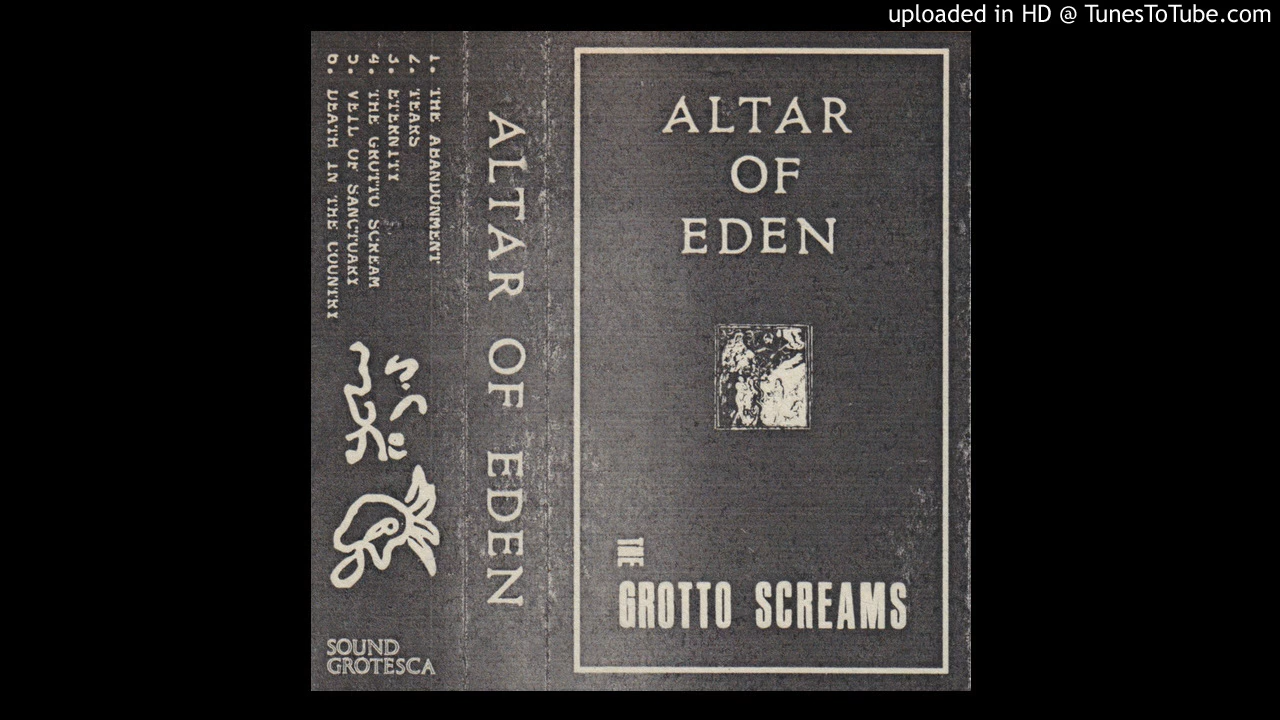 uploaded in HD @ TunesToTube.com
1. THE ABANDONMENT
2. TEARS
3. ETERNITY
4. THE GROTTO SCREAM
5. VEIL OF SANCTUARY
6. DEATH IN THE COUNTRY
SOUND
GROTESCA
ALTAR OF EDEN
ALTAR
OF
EDEN
THE
GROTTO SCREAMS